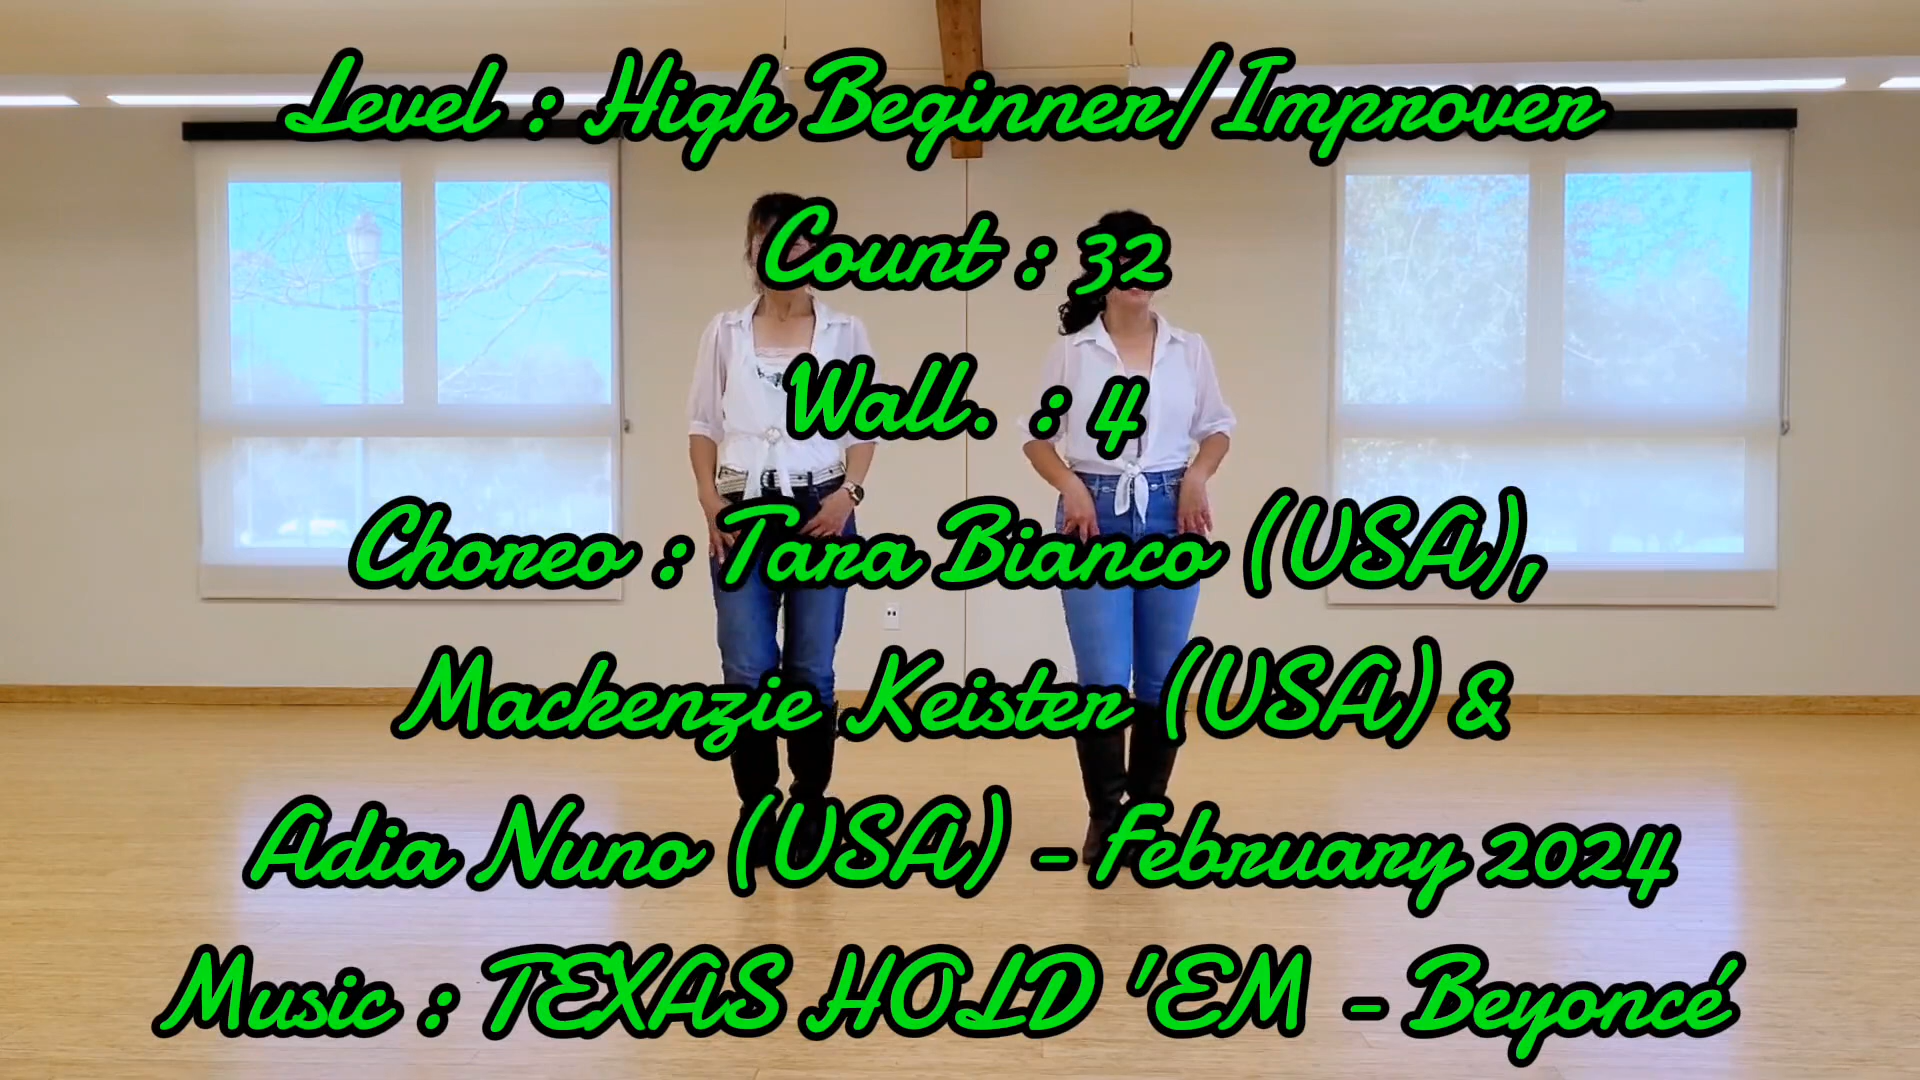 Level : High Beginner/Improver
Count : 32
Wall. : 4
Choreo : Tara Bianco (USA),
Mackenzie Keister (USA) &
Adia Nuno (USA) - February 2024
Music : TEXAS HOLD 'EM - Beyoncé